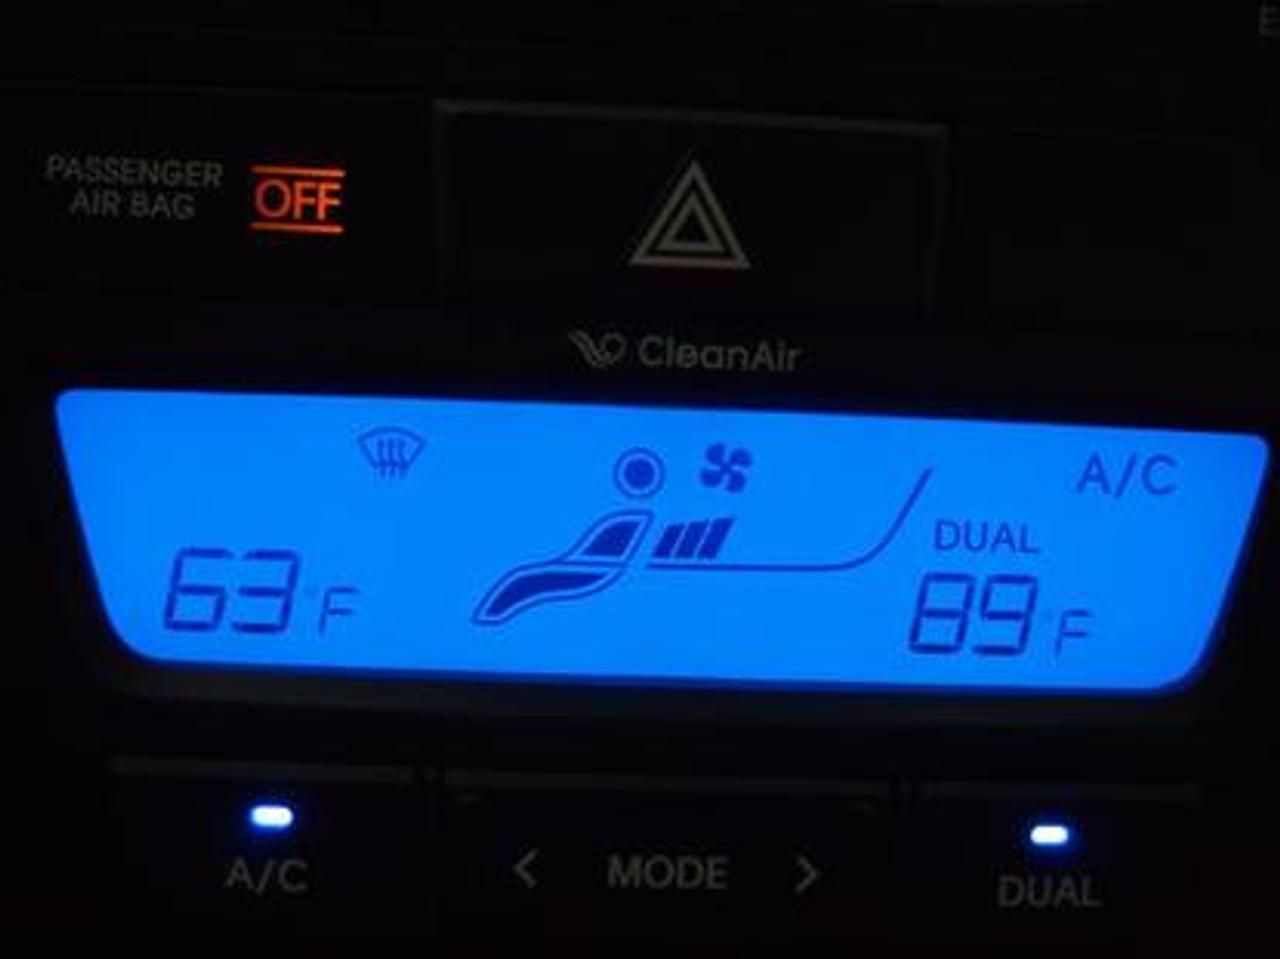 PASSENGER
AIR BAG
OFF
CleanAir
A/C
DUAL
63°F
89°F
A/C
< MODE >
DUAL